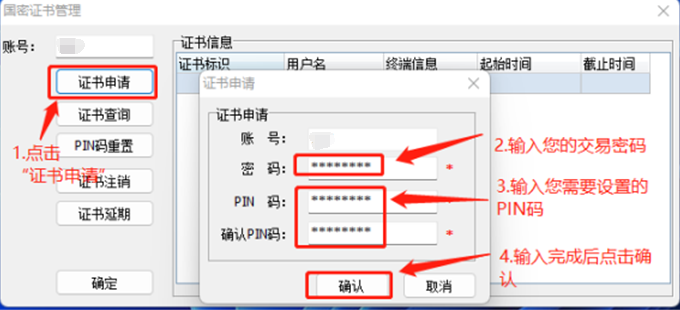 国密证书管理
账号：
证书申请
证书查询
PIN码重置
证书注销
证书延期
确定
1.点击
“证书申请”
证书信息
证书标识 用户名 终端信息 起始时间 截止时间
证书申请
证书申请
账 号：
密 码： ******** *
PIN 码： ********
确认PIN码： ******** *
确认 取消
2.输入您的交易密码
3.输入您需要设置的
PIN码
4.输入完成后点击确
认